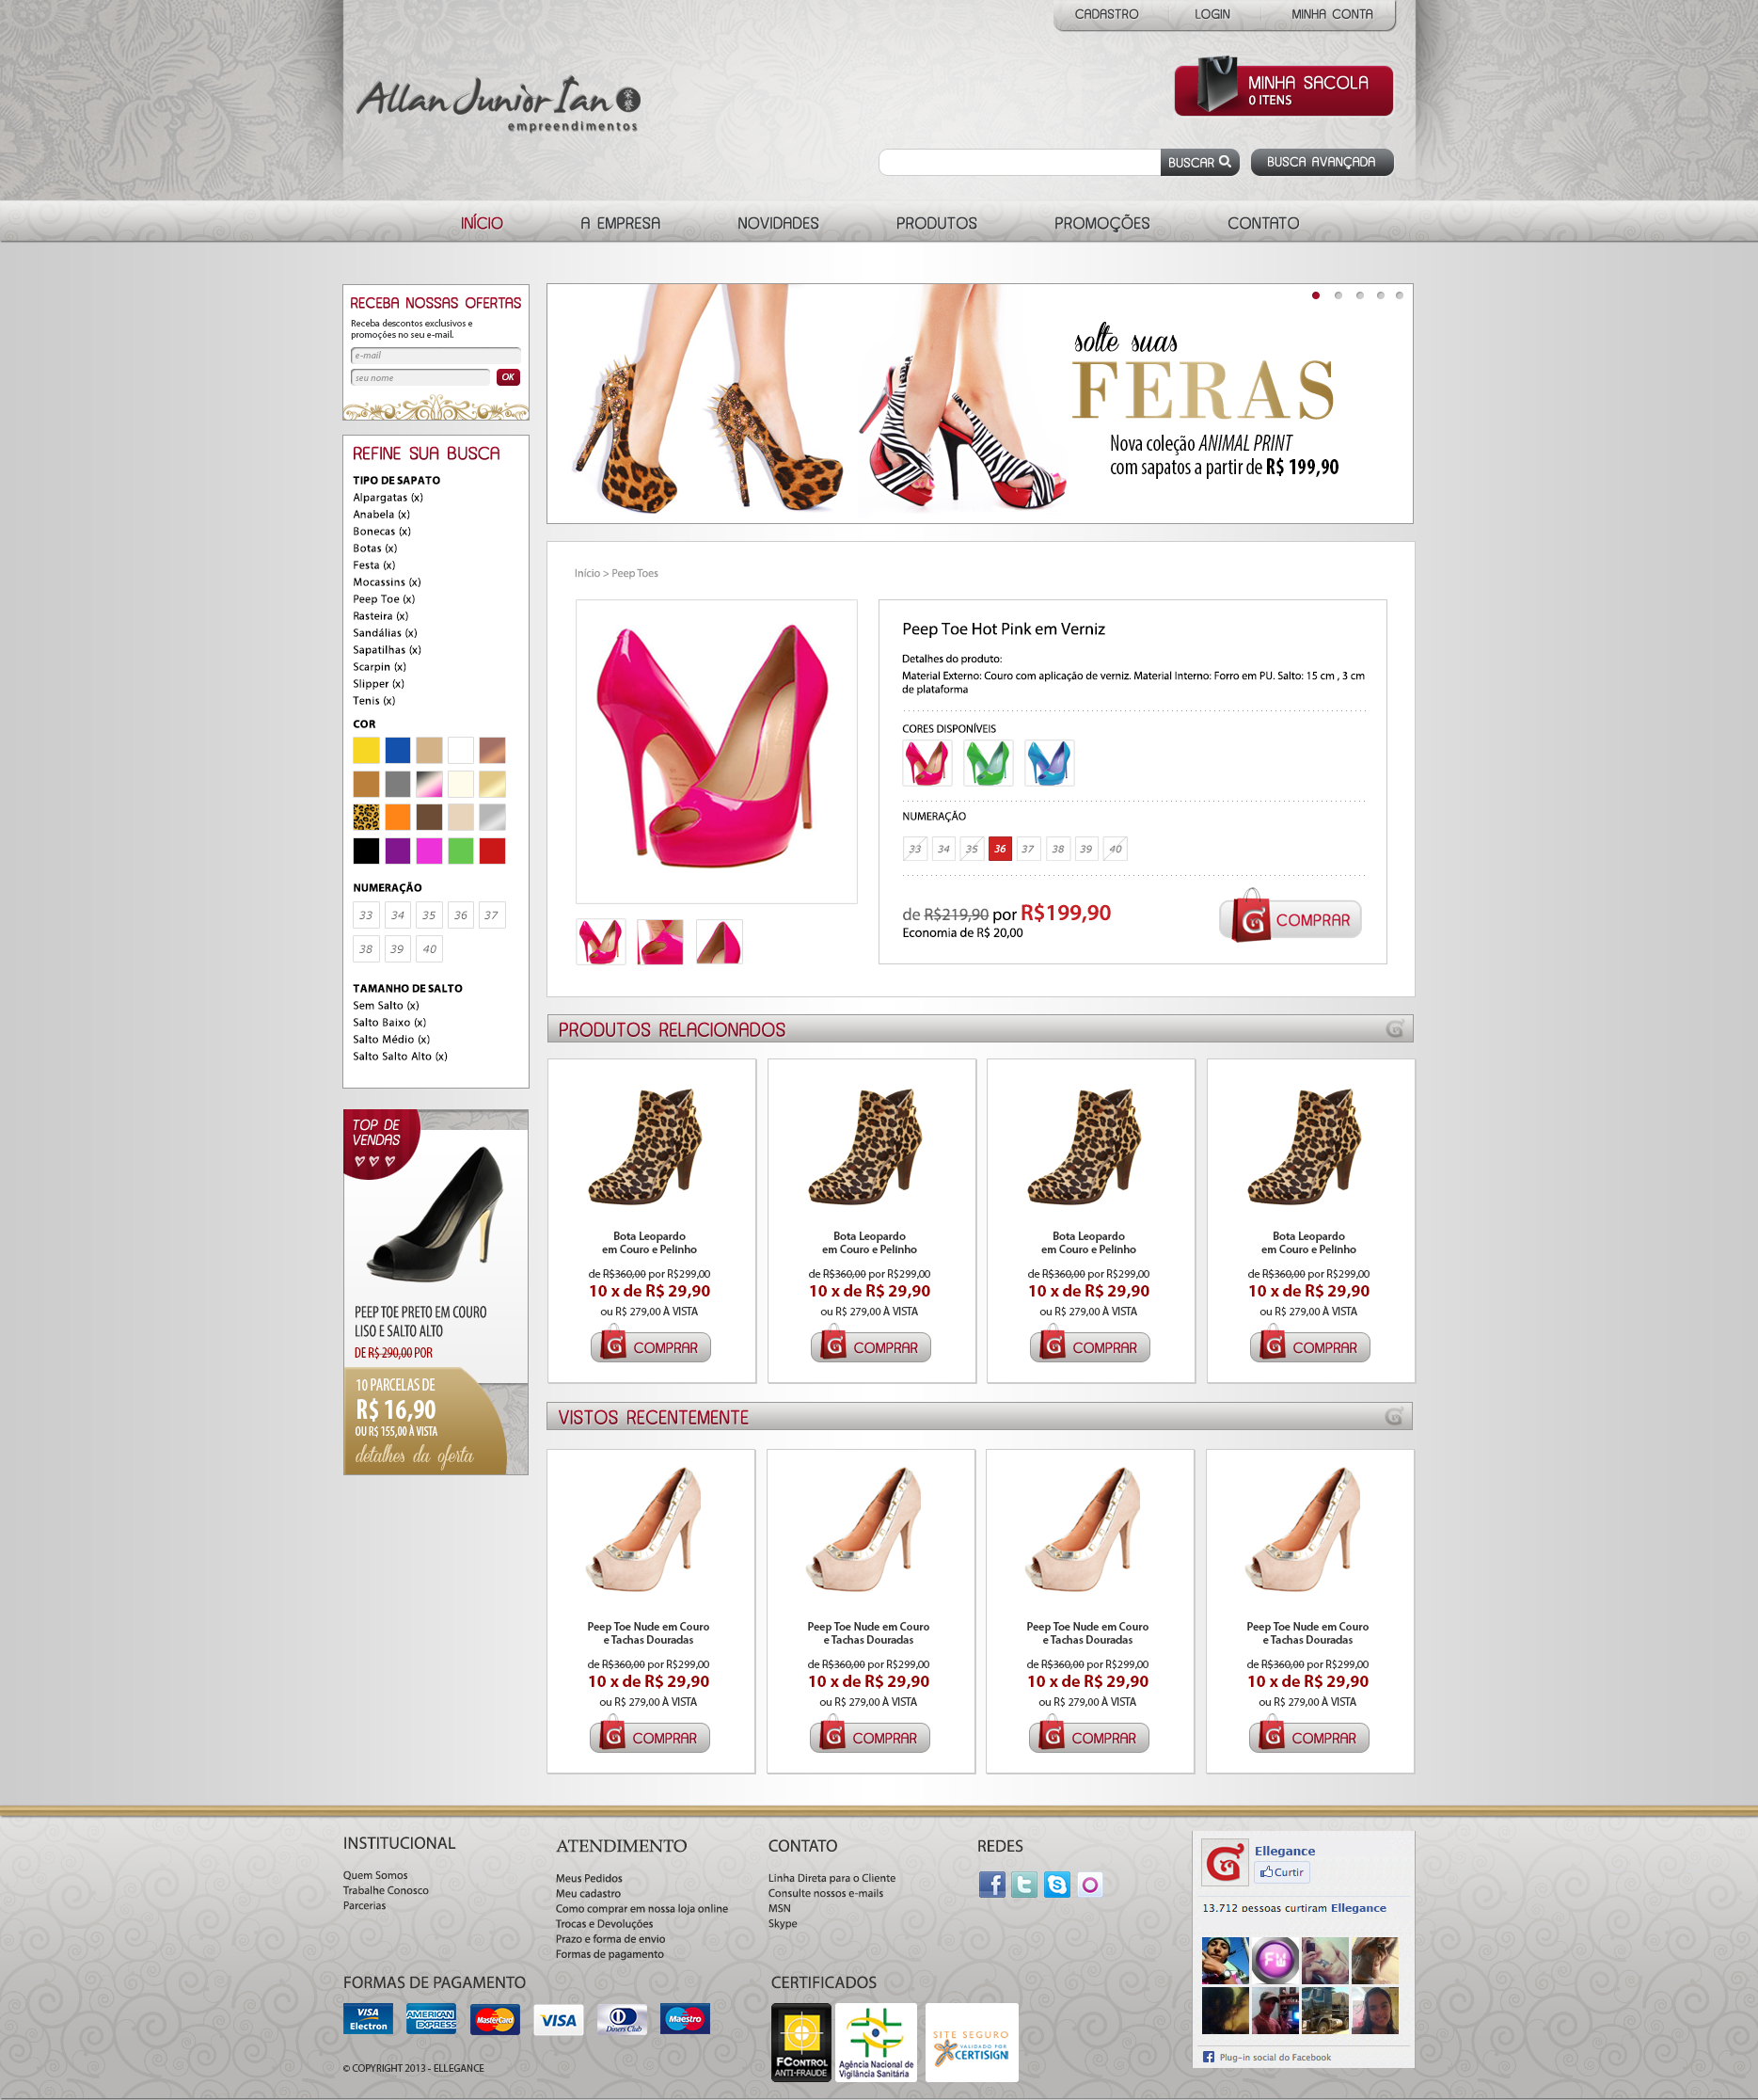 CADASTRO LOGIN MINHA CONTA
Allan Junior Ian
empreendimentos
MINHA SACOLA
0 ITENS
BUSCAR BUSCA AVANÇADA
INÍCIO A EMPRESA NOVIDADES PRODUTOS PROMOÇÕES CONTATO
RECEBA NOSSAS OFERTAS
Receba descontos exclusivos e
promoções no seu e-mail.
e-mail
seu nome OK
REFINE SUA BUSCA
TIPO DE SAPATO
Alpargatas (x)
Anabela (x)
Bonecas (x)
Botas (x)
Festa (x)
Mocassins (x)
Peep Toe (x)
Rasteira (x)
Sandálias (x)
Sapatilhas (x)
Scarpin (x)
Slipper (x)
Tenis (x)
COR
NUMERAÇÃO
33 34 35 36 37
38 39 40
TAMANHO DE SALTO
Sem Salto (x)
Salto Baixo (x)
Salto Médio (x)
Salto Salto Alto (x)
TOP DE
VENDAS
PEEP TOE PRETO EM COURO
LISO E SALTO ALTO
DE R$ 290,00 POR
10 PARCELAS DE
R$ 16,90
OU R$ 155,00 À VISTA
detalhes da oferta
solte suas
FERAS
Nova coleção ANIMAL PRINT
com sapatos a partir de R$ 199,90
Início > Peep Toes
Peep Toe Hot Pink em Verniz
Detalhes do produto:
Material Externo: Couro com aplicação de verniz. Material Interno: Forro em PU. Salto: 15 cm , 3 cm
de plataforma
CORES DISPONÍVEIS
NUMERAÇÃO
33 34 35 36 37 38 39 40
de R$219,90 por R$199,90
Economia de R$ 20,00
COMPRAR
PRODUTOS RELACIONADOS
Bota Leopardo Bota Leopardo Bota Leopardo Bota Leopardo
em Couro e Pelinho em Couro e Pelinho em Couro e Pelinho em Couro e Pelinho
de R$360,00 por R$299,00 de R$360,00 por R$299,00 de R$360,00 por R$299,00 de R$360,00 por R$299,00
10 x de R$ 29,90 10 x de R$ 29,90 10 x de R$ 29,90 10 x de R$ 29,90
ou R$ 279,00 À VISTA ou R$ 279,00 À VISTA ou R$ 279,00 À VISTA ou R$ 279,00 À VISTA
COMPRAR COMPRAR COMPRAR COMPRAR
VISTOS RECENTEMENTE
Peep Toe Nude em Couro Peep Toe Nude em Couro Peep Toe Nude em Couro Peep Toe Nude em Couro
e Tachas Douradas e Tachas Douradas e Tachas Douradas e Tachas Douradas
de R$360,00 por R$299,00 de R$360,00 por R$299,00 de R$360,00 por R$299,00 de R$360,00 por R$299,00
10 x de R$ 29,90 10 x de R$ 29,90 10 x de R$ 29,90 10 x de R$ 29,90
ou R$ 279,00 À VISTA ou R$ 279,00 À VISTA ou R$ 279,00 À VISTA ou R$ 279,00 À VISTA
COMPRAR COMPRAR COMPRAR COMPRAR
INSTITUCIONAL
Quem Somos
Trabalhe Conosco
Parcerias
ATENDIMENTO
Meus Pedidos
Meu cadastro
Como comprar em nossa loja online
Trocas e Devoluções
Prazo e forma de envio
Formas de pagamento
CONTATO
Linha Direta para o Cliente
Consulte nossos e-mails
MSN
Skype
REDES
Ellegance
Curtir
13.712 pessoas curtiram Ellegance
Plug-in social do Facebook
FORMAS DE PAGAMENTO
VISA Electron
AMERICAN EXPRESS
MasterCard
VISA
Diners Club
Maestro
CERTIFICADOS
FCONTROL
ANTI-FRAUDE
Agência Nacional de
Vigilância Sanitária
SITE SEGURO
VALIDADO POR
CERTISIGN
© COPYRIGHT 2013 - ELLEGANCE